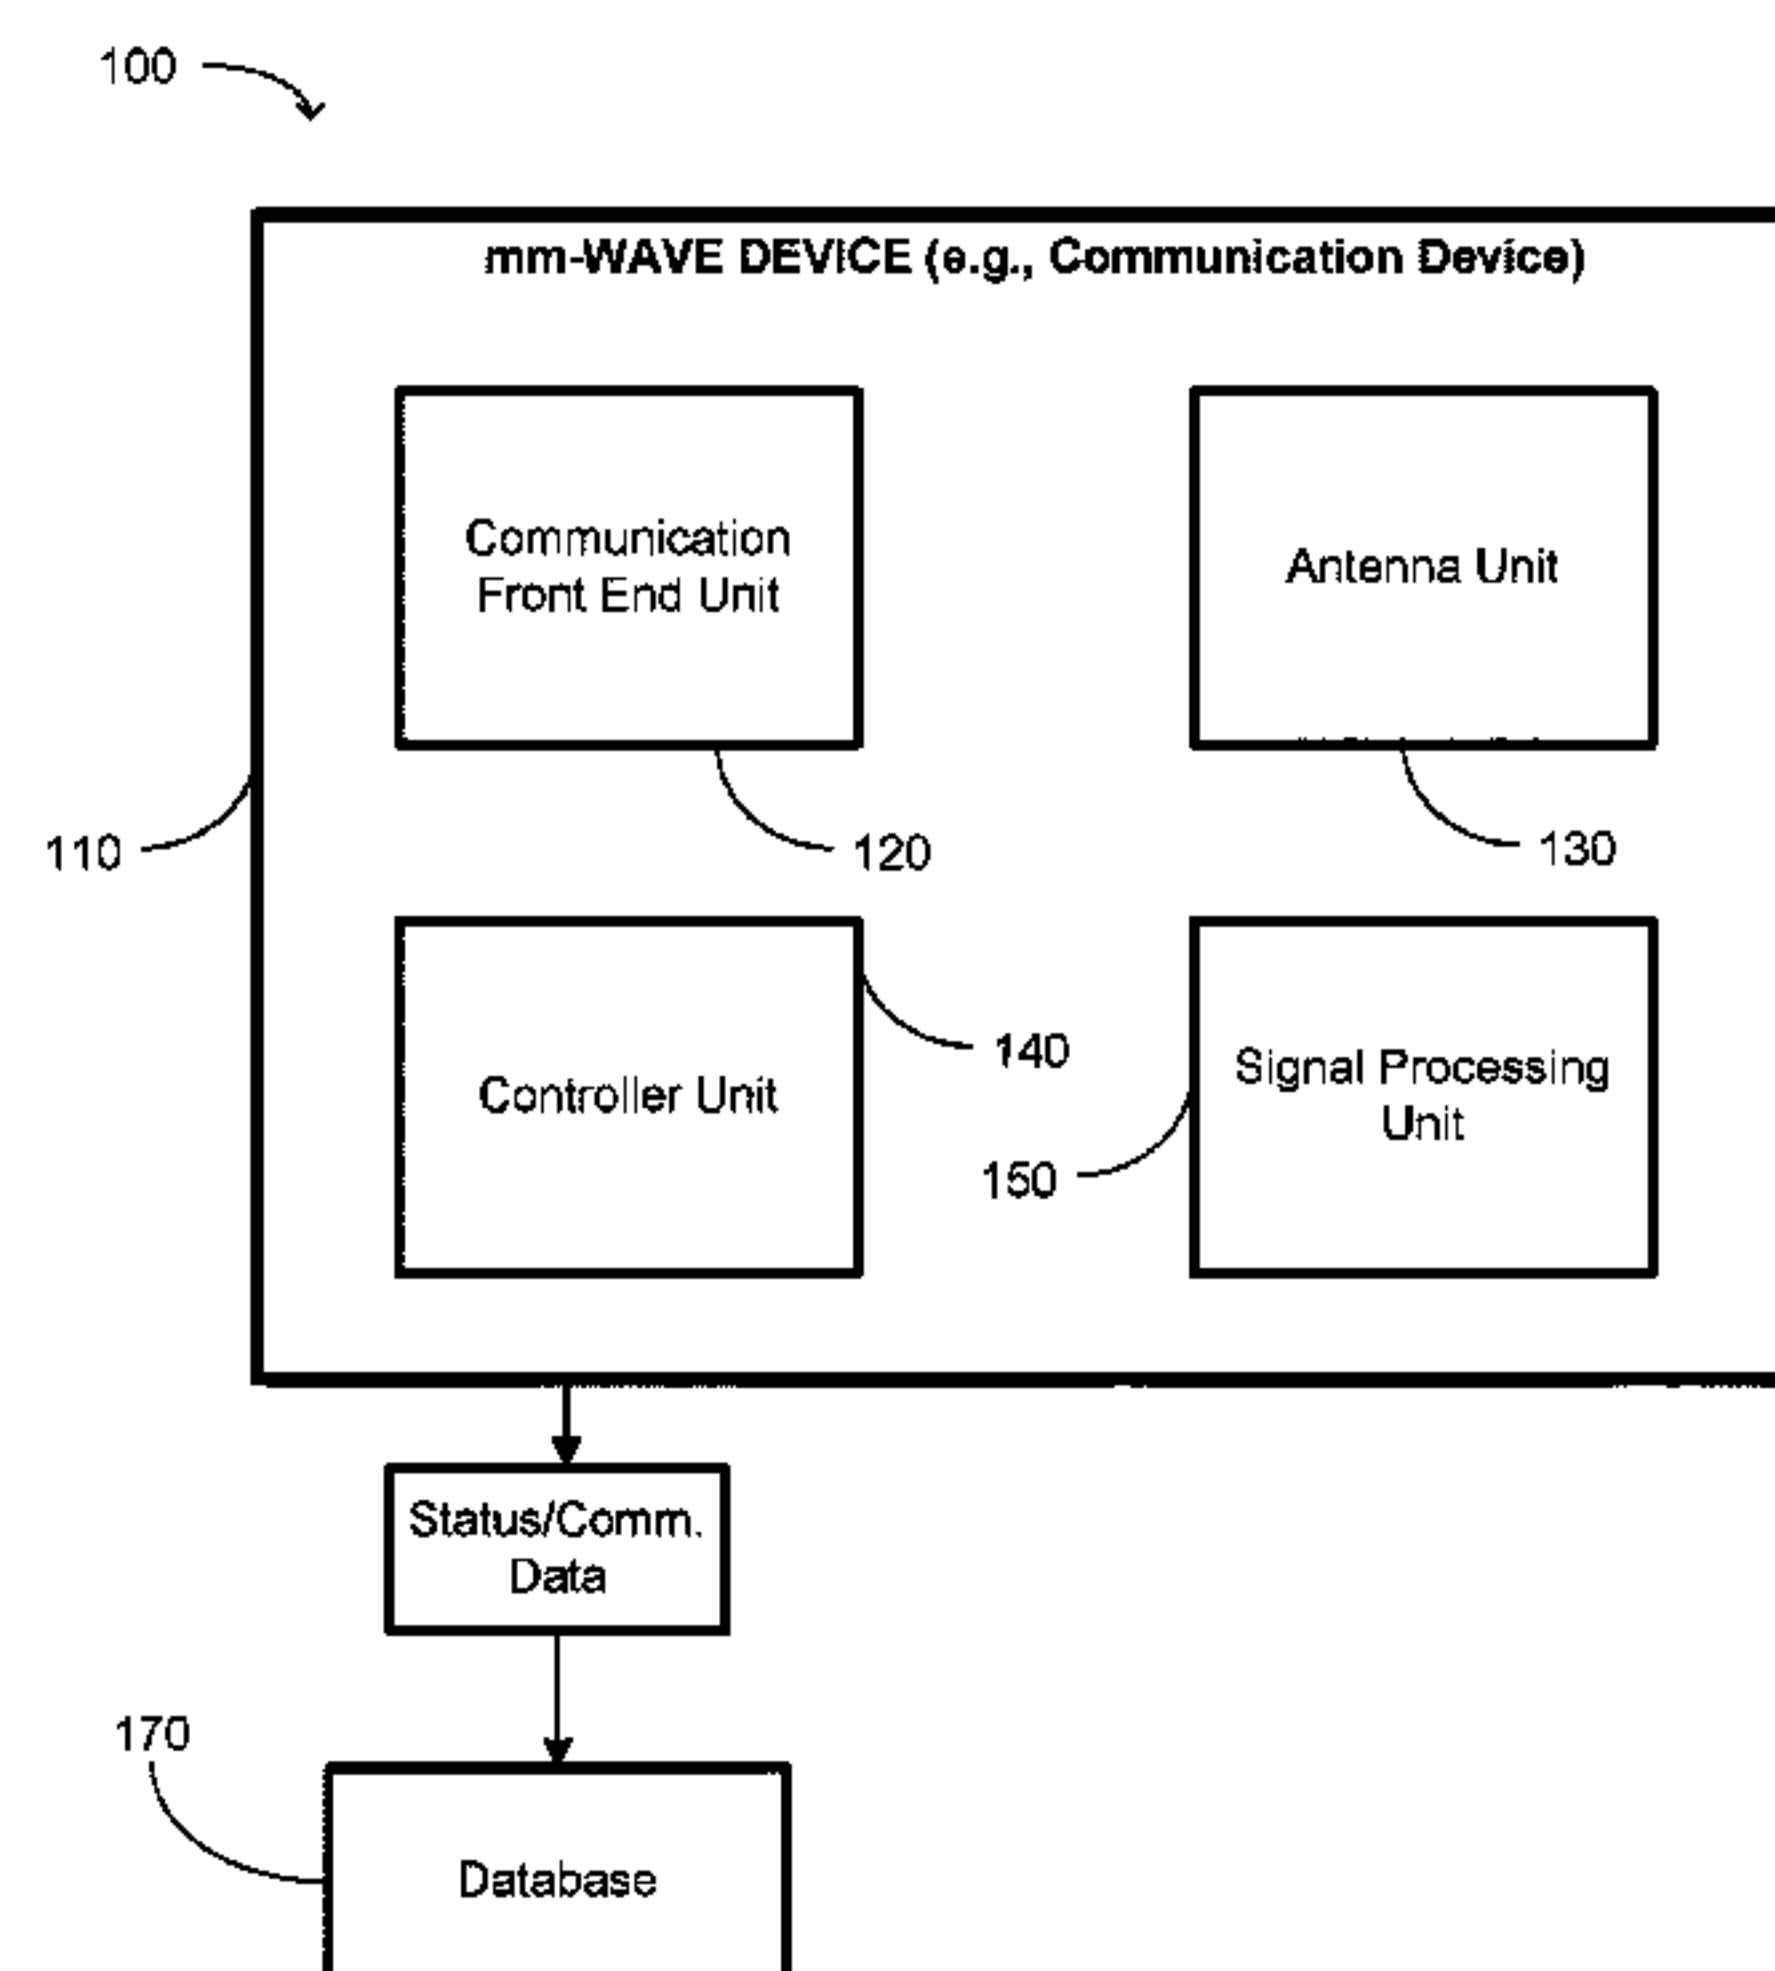 100
mm-WAVE DEVICE (e.g., Communication Device)
Communication
Front End Unit
Antenna Unit
110
120
130
Controller Unit
140
Signal Processing
Unit
150
Status/Comm.
Data
170
Database